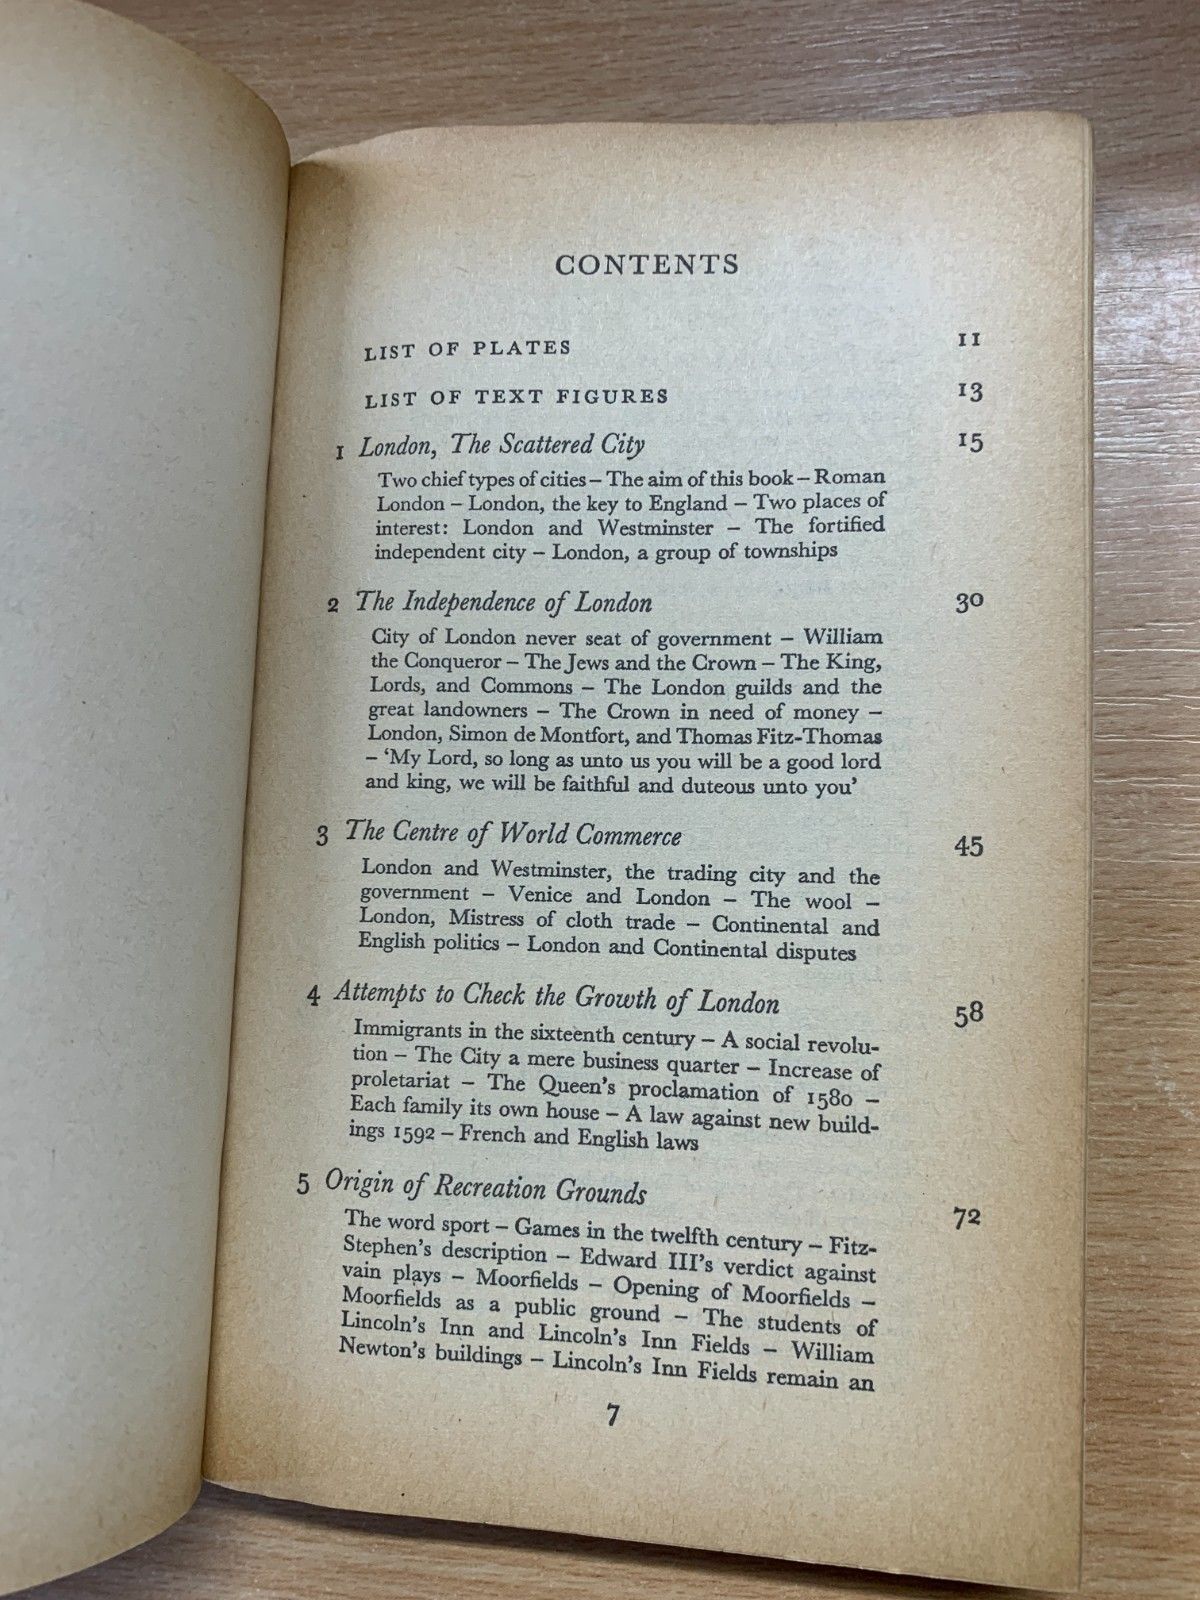 CONTENTS
LIST OF PLATES 11
LIST OF TEXT FIGURES 13
1 London, The Scattered City 15
Two chief types of cities – The aim of this book – Roman
London – London, the key to England – Two places of
interest: London and Westminster – The fortified
independent city – London, a group of townships
2 The Independence of London 30
City of London never seat of government – William
the Conqueror – The Jews and the Crown – The King,
Lords, and Commons – The London guilds and the
great landowners – The Crown in need of money –
London, Simon de Montfort, and Thomas Fitz-Thomas
– ‘My Lord, so long as unto us you will be a good lord
and king, we will be faithful and duteous unto you’
3 The Centre of World Commerce 45
London and Westminster, the trading city and the
government – Venice and London – The wool –
London, Mistress of cloth trade – Continental and
English politics – London and Continental disputes
4 Attempts to Check the Growth of London 58
Immigrants in the sixteenth century – A social revolu-
tion – The City a mere business quarter – Increase of
proletariat – The Queen’s proclamation of 1580 –
Each family its own house – A law against new build-
ings 1592 – French and English laws
5 Origin of Recreation Grounds 72
The word sport – Games in the twelfth century – Fitz-
Stephen’s description – Edward III’s verdict against
vain plays – Moorfields – Opening of Moorfields –
Moorfields as a public ground – The students of
Lincoln’s Inn and Lincoln’s Inn Fields – William
Newton’s buildings – Lincoln’s Inn Fields remain an
7